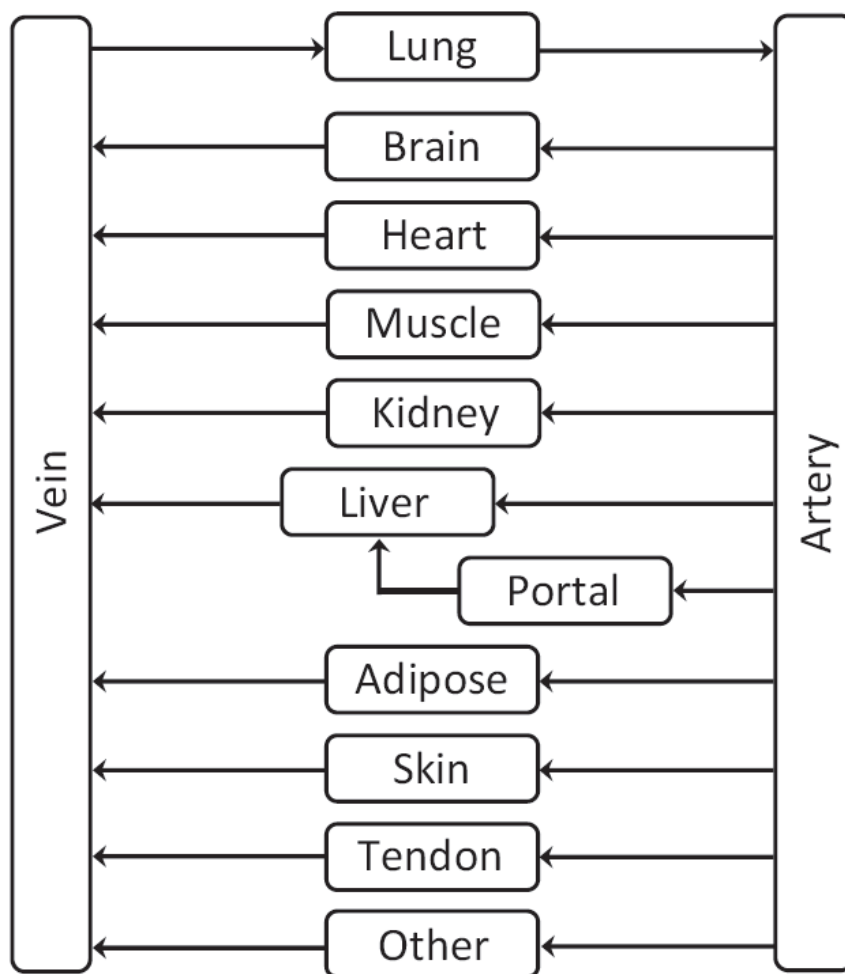 Lung
Brain
Heart
Muscle
Kidney
Vein
Liver
Artery
Portal
Adipose
Skin
Tendon
Other